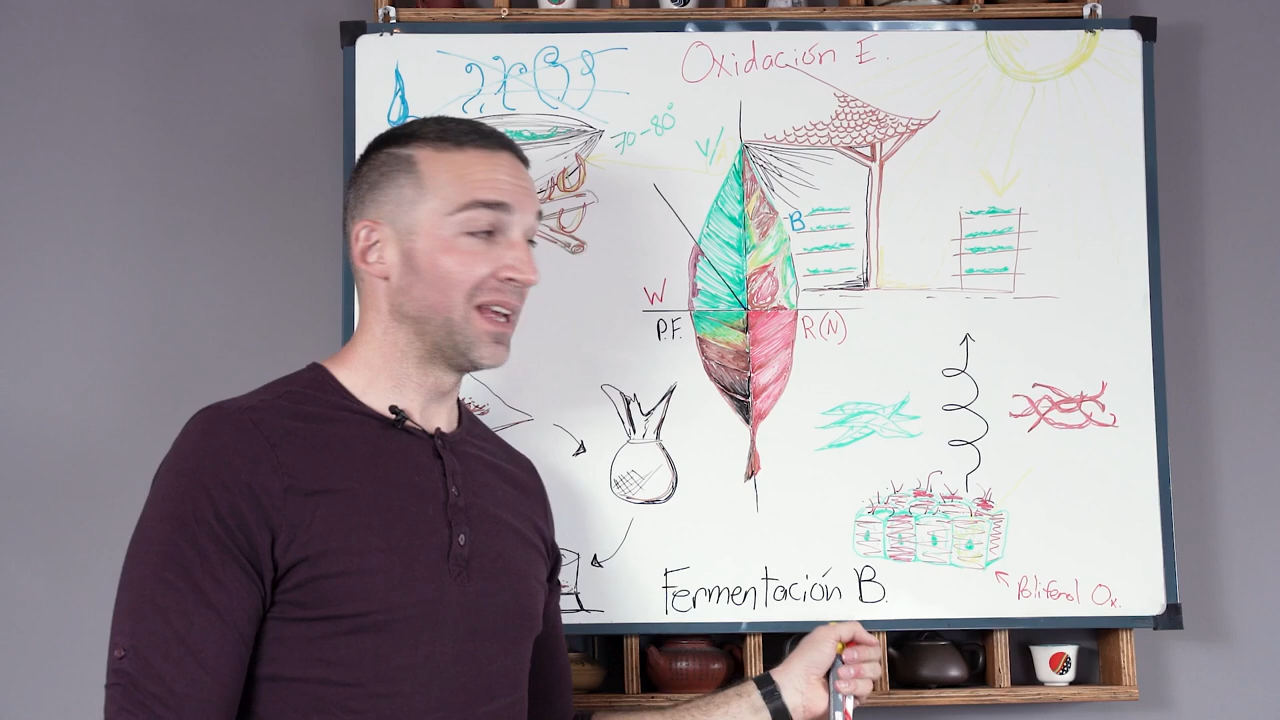 Oxidación E.
70-80°
V/
B
W
P.F.
R(N)
Fermentación B.
Polifenol Ox.